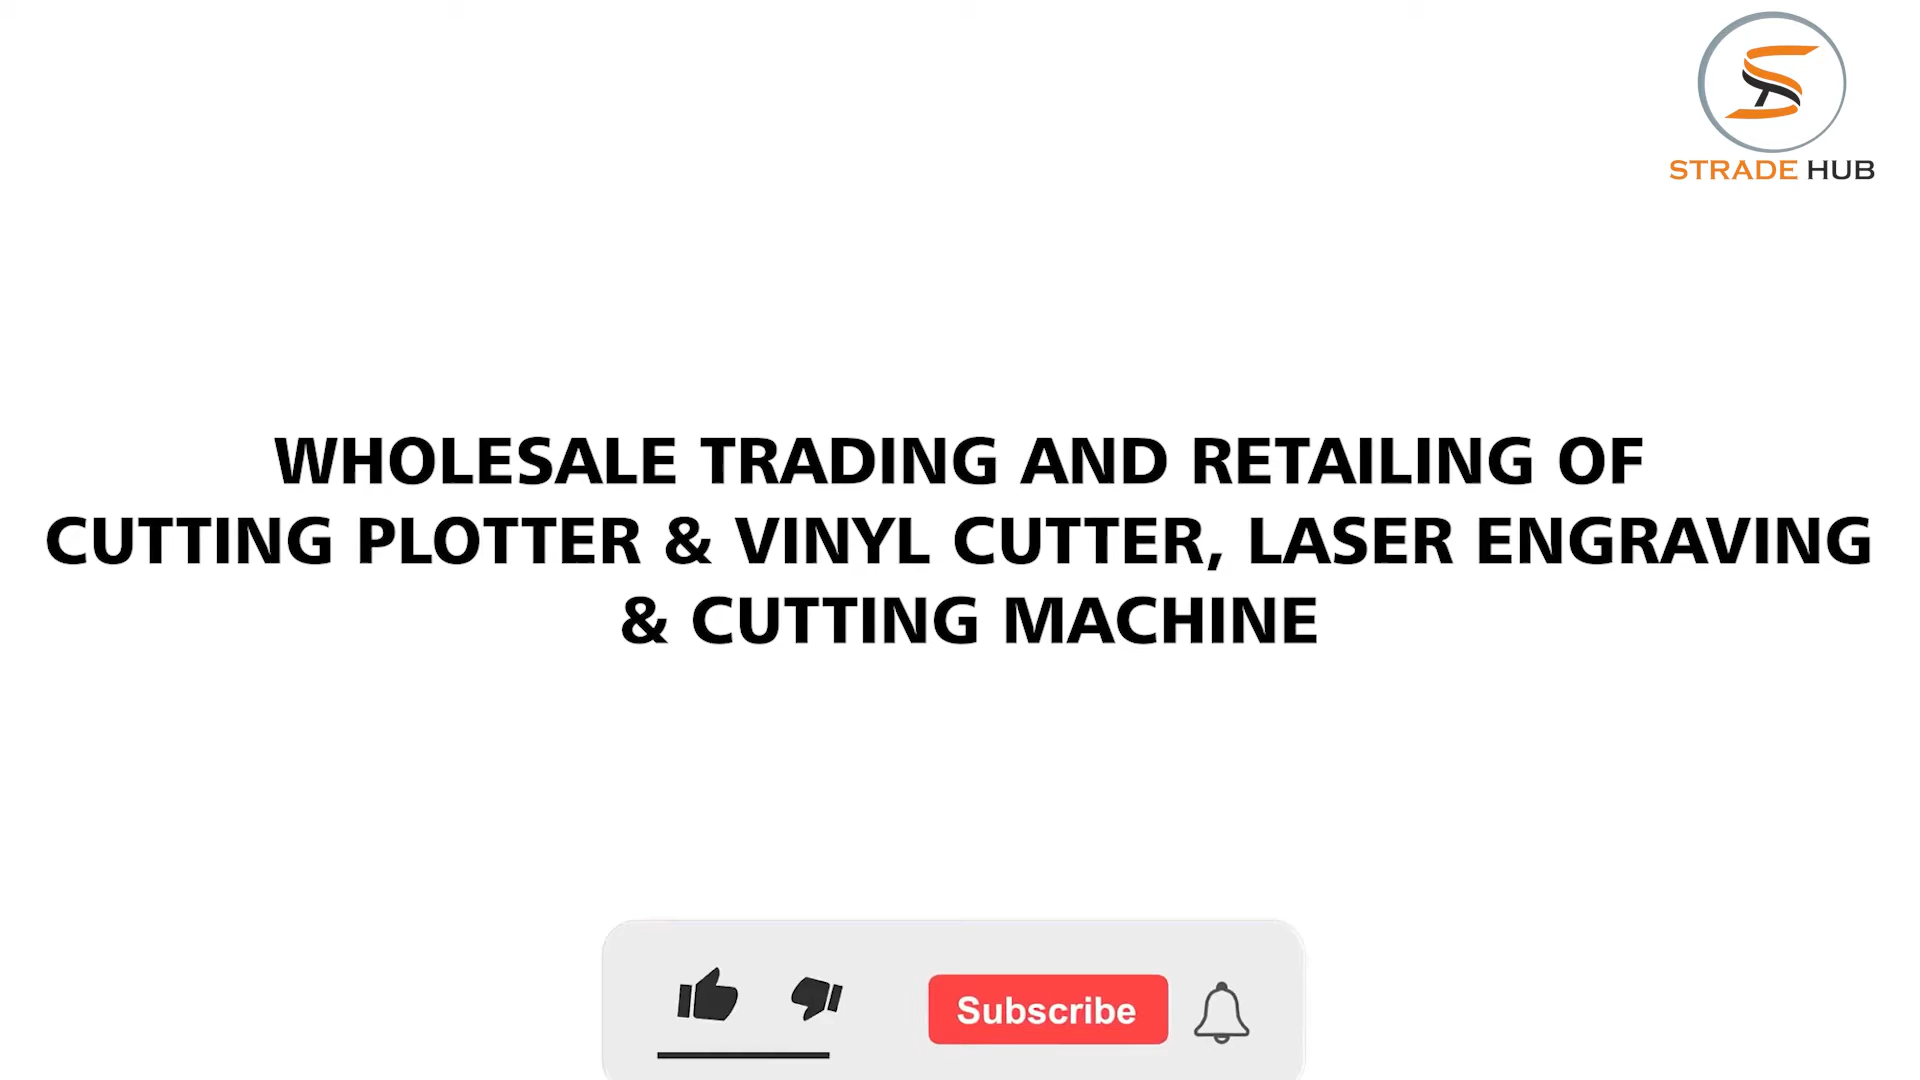 STRADE HUB
WHOLESALE TRADING AND RETAILING OF
CUTTING PLOTTER & VINYL CUTTER, LASER ENGRAVING
& CUTTING MACHINE
Subscribe